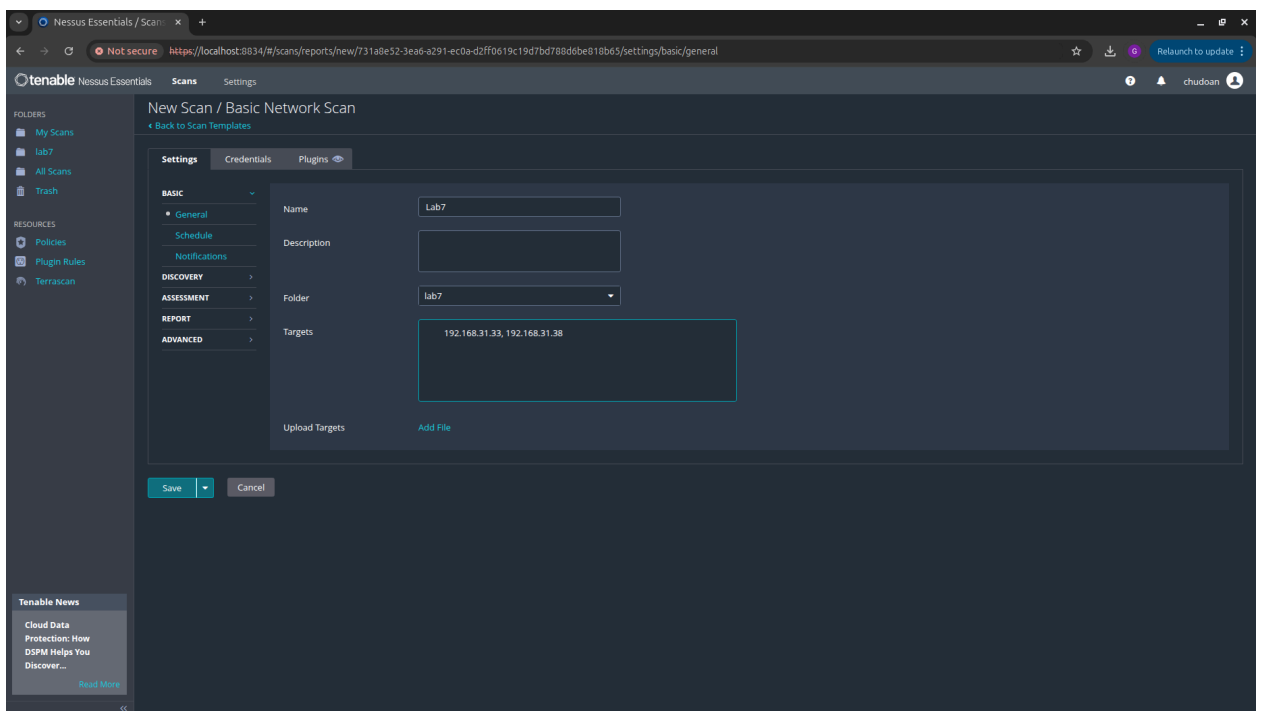 Nessus Essentials / Scan
Not secure https://localhost:8834/#/scans/reports/new/731a8e52-3ea6-a291-ec0a-d2ff0619c19d7bd788d6be818b65/settings/basic/general
G
Relaunch to update
tenable Nessus Essentials
Scans
Settings
chudoan
FOLDERS
My Scans
lab7
All Scans
Trash
RESOURCES
Policies
Plugin Rules
Terrascan
New Scan / Basic Network Scan
Back to Scan Templates
Settings
Credentials
Plugins
BASIC
General
Schedule
Notifications
DISCOVERY
ASSESSMENT
REPORT
ADVANCED
Name
Lab7
Description
Folder
lab7
Targets
192.168.31.33, 192.168.31.38
Upload Targets
Add File
Save
Cancel
Tenable News
Cloud Data
Protection: How
DSPM Helps You
Discover...
Read More